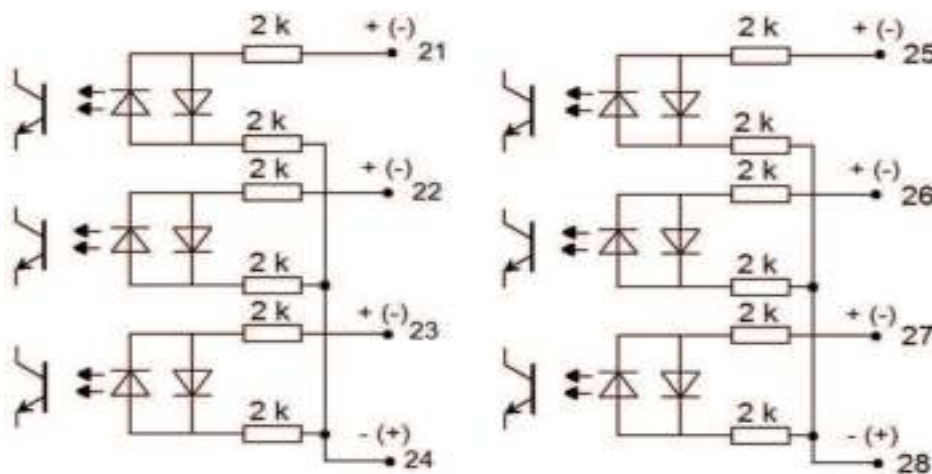 2 k + (-) 21
2 k
2 k + (-) 22
2 k
2 k + (-) 23
2 k
- (+) 24
2 k + (-) 25
2 k
2 k + (-) 26
2 k
2 k + (-) 27
2 k
- (+) 28